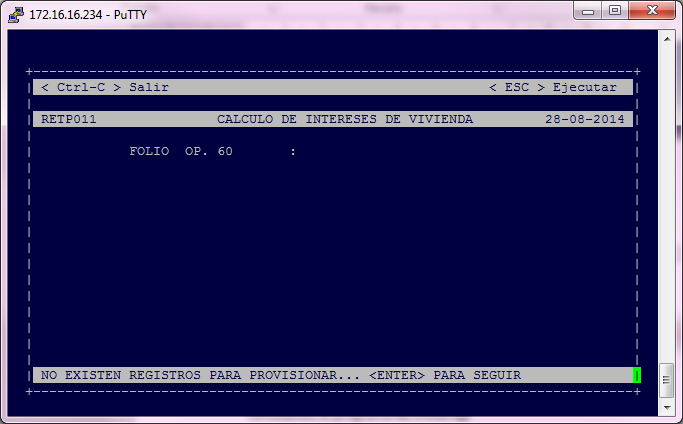 172.16.16.234 - PuTTY
< Ctrl-C > Salir < ESC > Ejecutar
RETP011 CALCULO DE INTERESES DE VIVIENDA 28-08-2014
FOLIO OP. 60 :
NO EXISTEN REGISTROS PARA PROVISIONAR... <ENTER> PARA SEGUIR